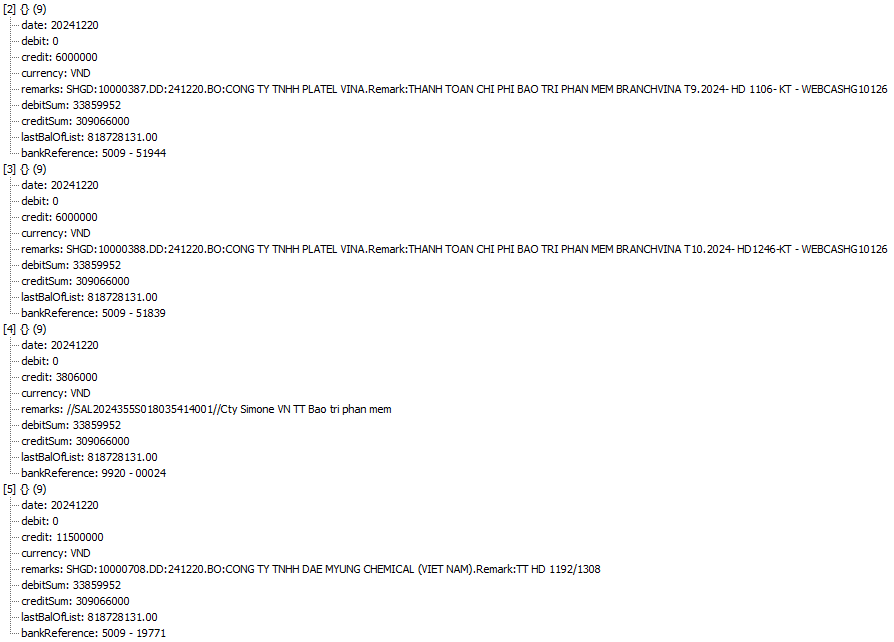 [2] {} (9)
date: 20241220
debit: 0
credit: 6000000
currency: VND
remarks: SHGD:10000387.DD:241220.BO:CONG TY TNHH PLATEL VINA.Remark:THANH TOAN CHI PHI BAO TRI PHAN MEM BRANCHVINA T9.2024- HD 1106- KT - WEBCASHG10126
debitSum: 33859952
creditSum: 309066000
lastBalOfList: 818728131.00
bankReference: 5009 - 51944
[3] {} (9)
date: 20241220
debit: 0
credit: 6000000
currency: VND
remarks: SHGD:10000388.DD:241220.BO:CONG TY TNHH PLATEL VINA.Remark:THANH TOAN CHI PHI BAO TRI PHAN MEM BRANCHVINA T10.2024- HD1246-KT - WEBCASHG10126
debitSum: 33859952
creditSum: 309066000
lastBalOfList: 818728131.00
bankReference: 5009 - 51839
[4] {} (9)
date: 20241220
debit: 0
credit: 3806000
currency: VND
remarks: //SAL2024355S018035414001//Cty Simone VN TT Bao tri phan mem
debitSum: 33859952
creditSum: 309066000
lastBalOfList: 818728131.00
bankReference: 9920 - 00024
[5] {} (9)
date: 20241220
debit: 0
credit: 11500000
currency: VND
remarks: SHGD:10000708.DD:241220.BO:CONG TY TNHH DAE MYUNG CHEMICAL (VIET NAM).Remark:TT HD 1192/1308
debitSum: 33859952
creditSum: 309066000
lastBalOfList: 818728131.00
bankReference: 5009 - 19771